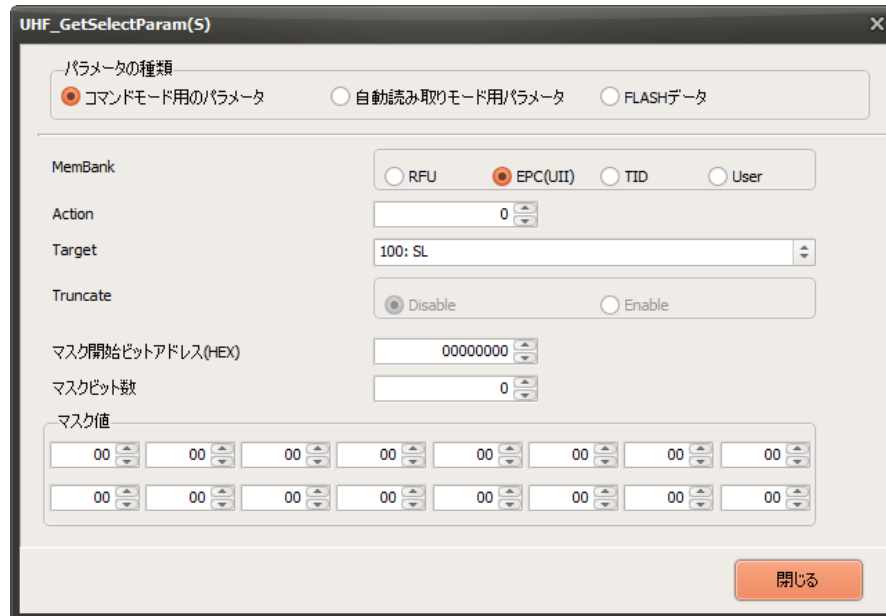 UHF_GetSelectParam(S)
パラメータの種類
コマンドモード用のパラメータ 自動読み取りモード用パラメータ FLASHデータ
MemBank RFU EPC(UII) TID User
Action 0
Target 100: SL
Truncate Disable Enable
マスク開始ビットアドレス(HEX) 00000000
マスクビット数 0
マスク値
00 00 00 00 00 00 00 00
00 00 00 00 00 00 00 00
閉じる